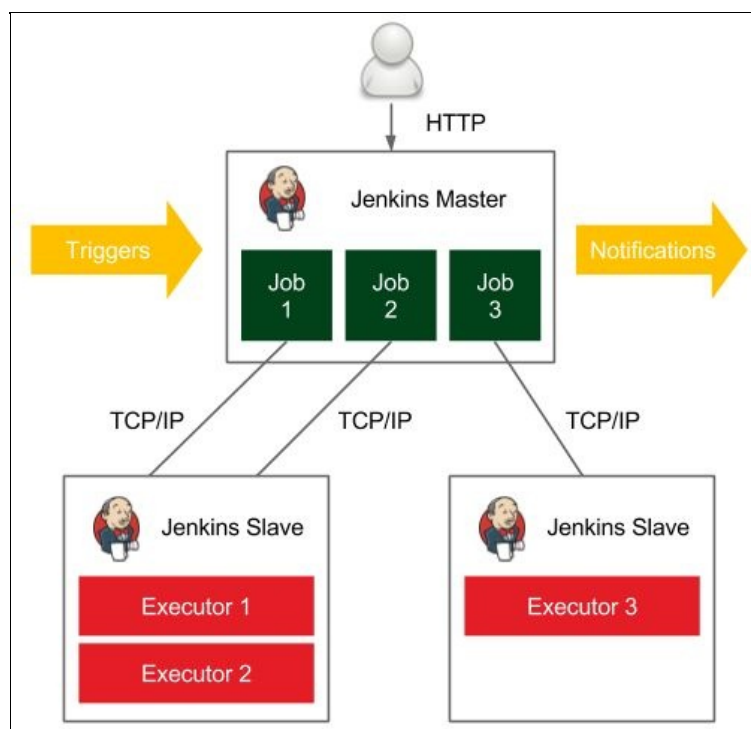 HTTP
Jenkins Master
Triggers
Notifications
Job
1
Job
2
Job
3
TCP/IP
TCP/IP
TCP/IP
Jenkins Slave
Jenkins Slave
Executor 1
Executor 3
Executor 2